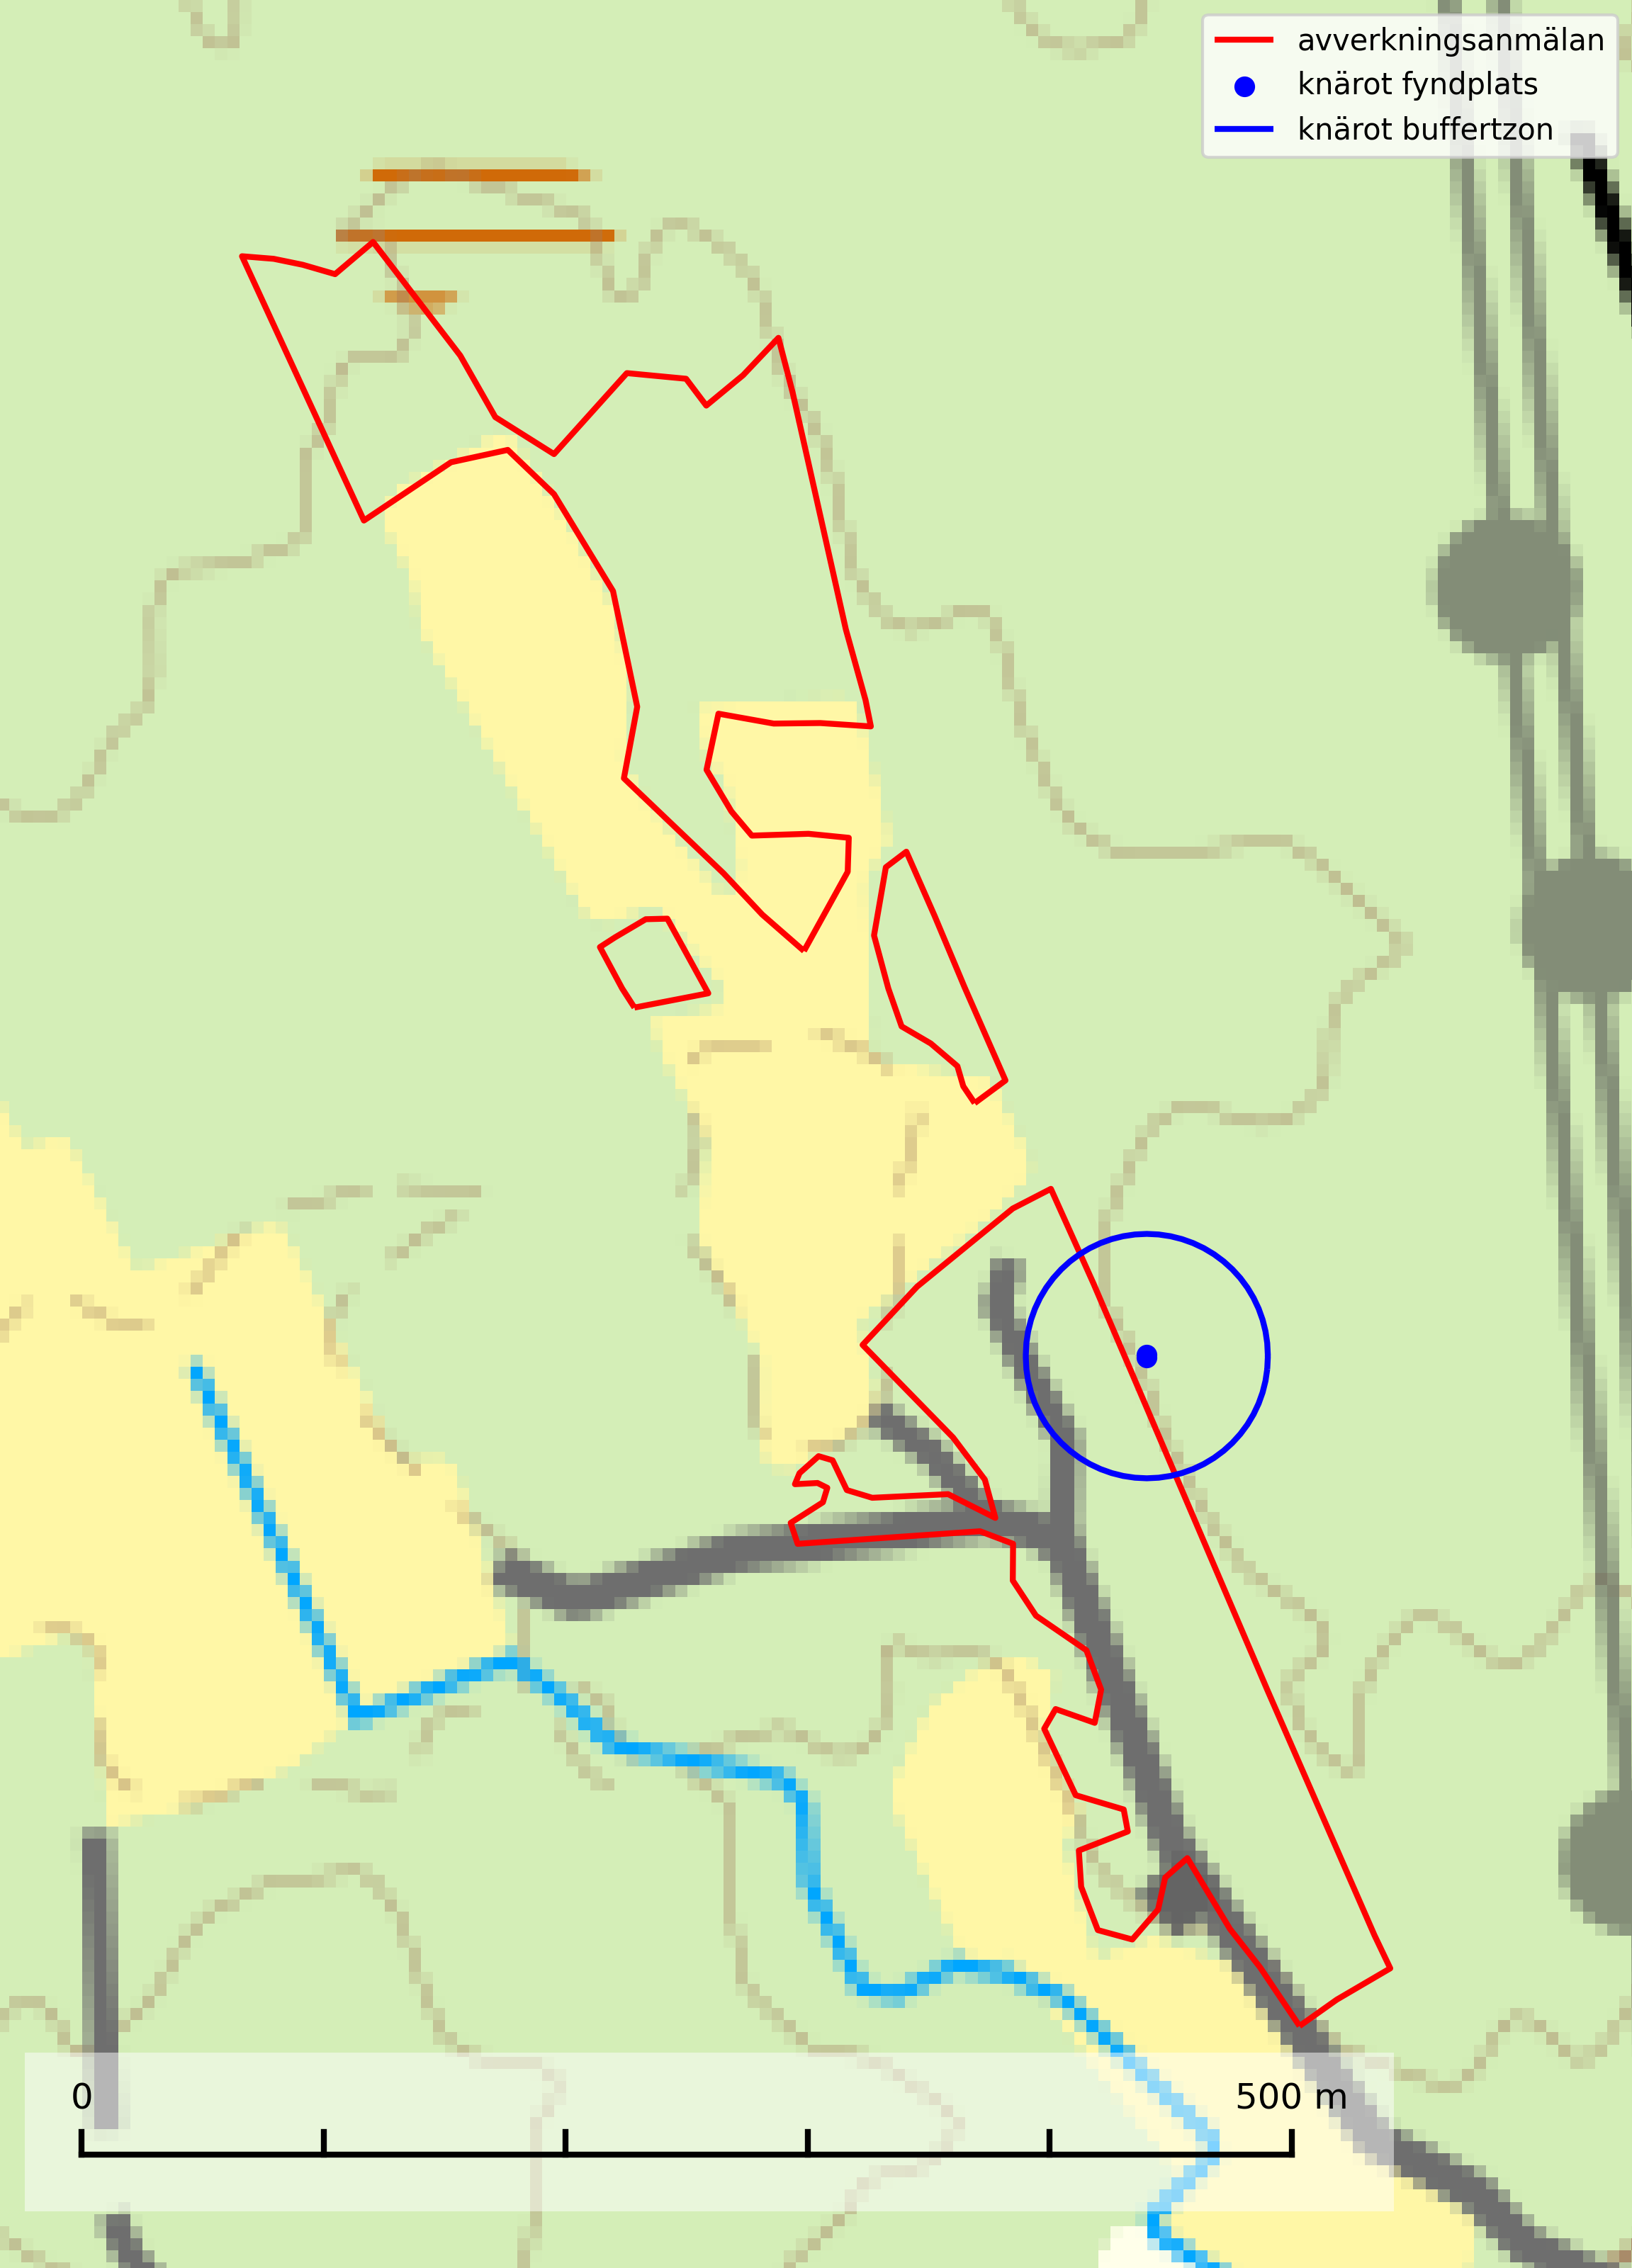 avverkningsanmälan
knärot fyndplats
knärot buffertzon
0 500 m